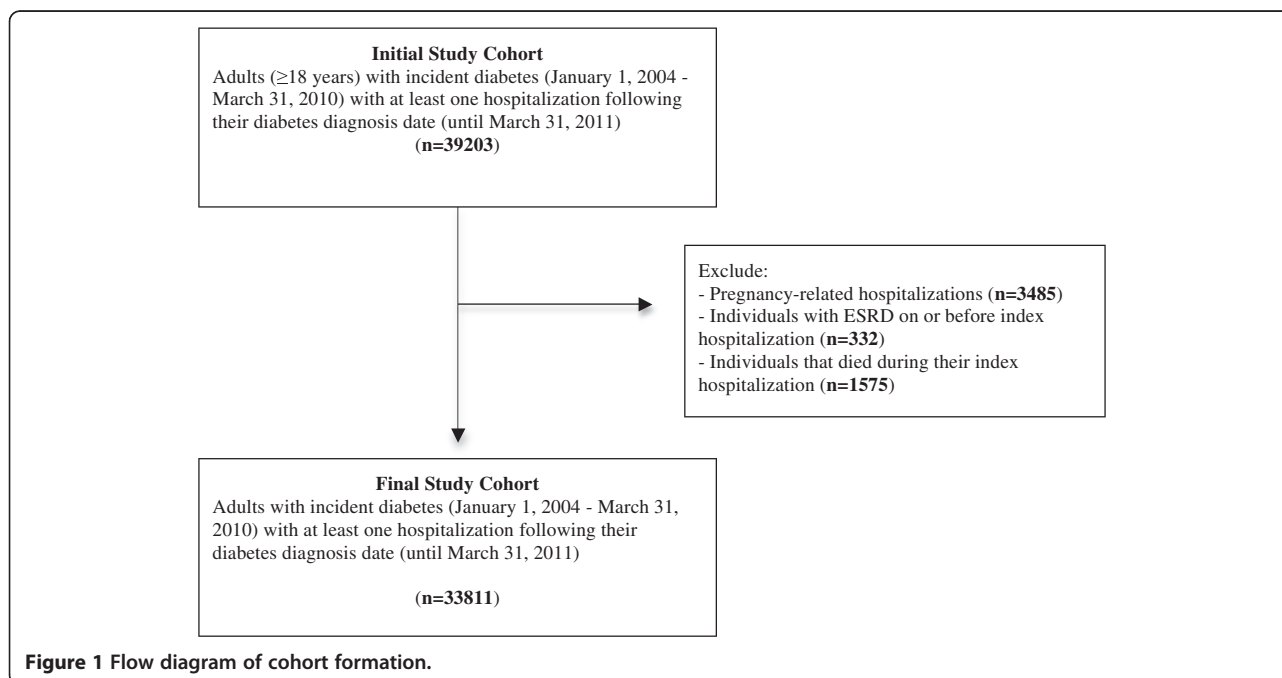 Initial Study Cohort
Adults (≥18 years) with incident diabetes (January 1, 2004 -
March 31, 2010) with at least one hospitalization following
their diabetes diagnosis date (until March 31, 2011)
(n=39203)
Exclude:
- Pregnancy-related hospitalizations (n=3485)
- Individuals with ESRD on or before index
hospitalization (n=332)
- Individuals that died during their index
hospitalization (n=1575)
Final Study Cohort
Adults with incident diabetes (January 1, 2004 - March 31,
2010) with at least one hospitalization following their
diabetes diagnosis date (until March 31, 2011)
(n=33811)
Figure 1 Flow diagram of cohort formation.